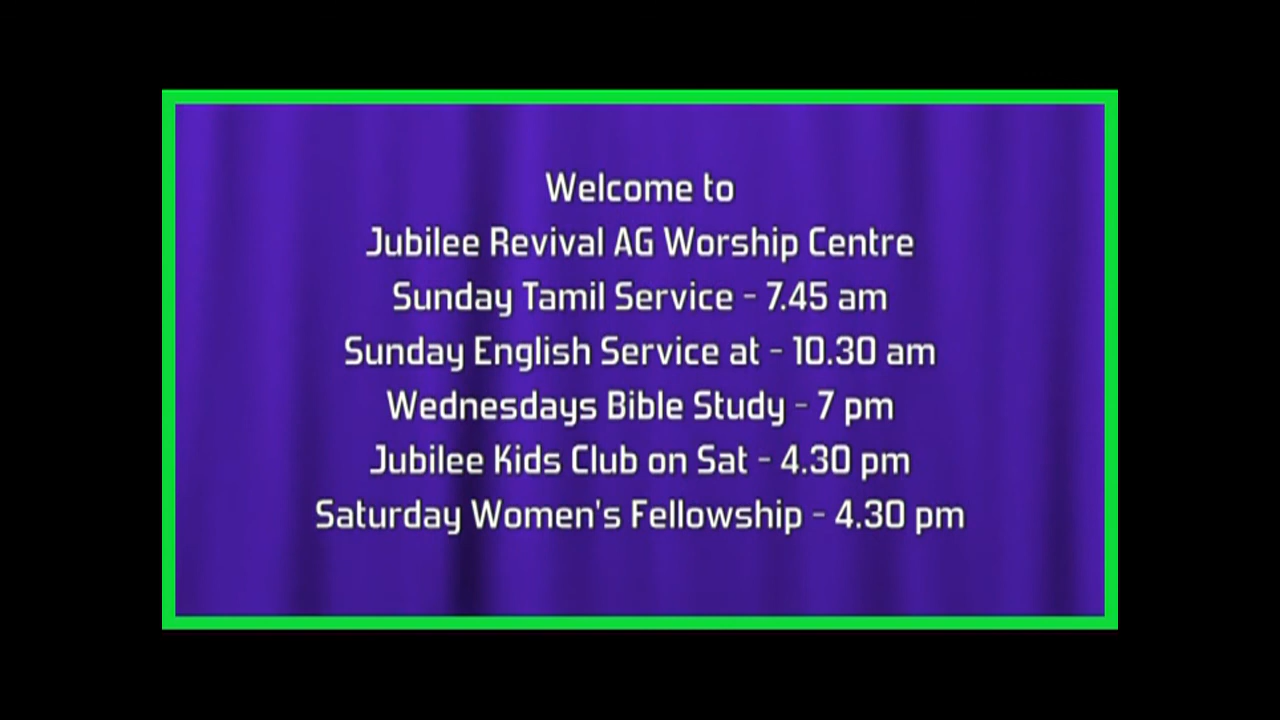 Welcome to
Jubilee Revival AG Worship Centre
Sunday Tamil Service - 7.45 am
Sunday English Service at - 10.30 am
Wednesdays Bible Study - 7 pm
Jubilee Kids Club on Sat - 4.30 pm
Saturday Women's Fellowship - 4.30 pm